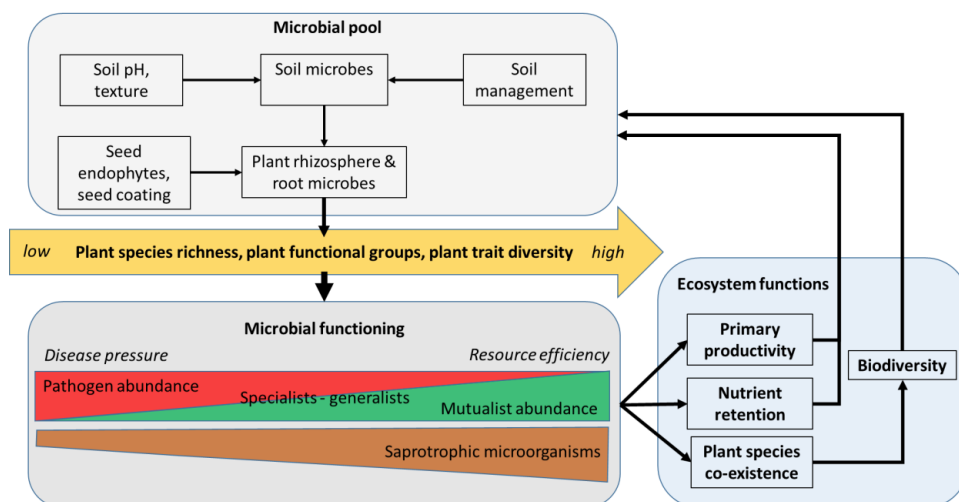 Microbial pool
Soil pH,
texture
Soil microbes
Soil
management
Seed
endophytes,
seed coating
Plant rhizosphere &
root microbes
low
Plant species richness, plant functional groups, plant trait diversity
high
Microbial functioning
Disease pressure
Resource efficiency
Pathogen abundance
Specialists - generalists
Mutualist abundance
Saprotrophic microorganisms
Ecosystem functions
Primary
productivity
Nutrient
retention
Plant species
co-existence
Biodiversity